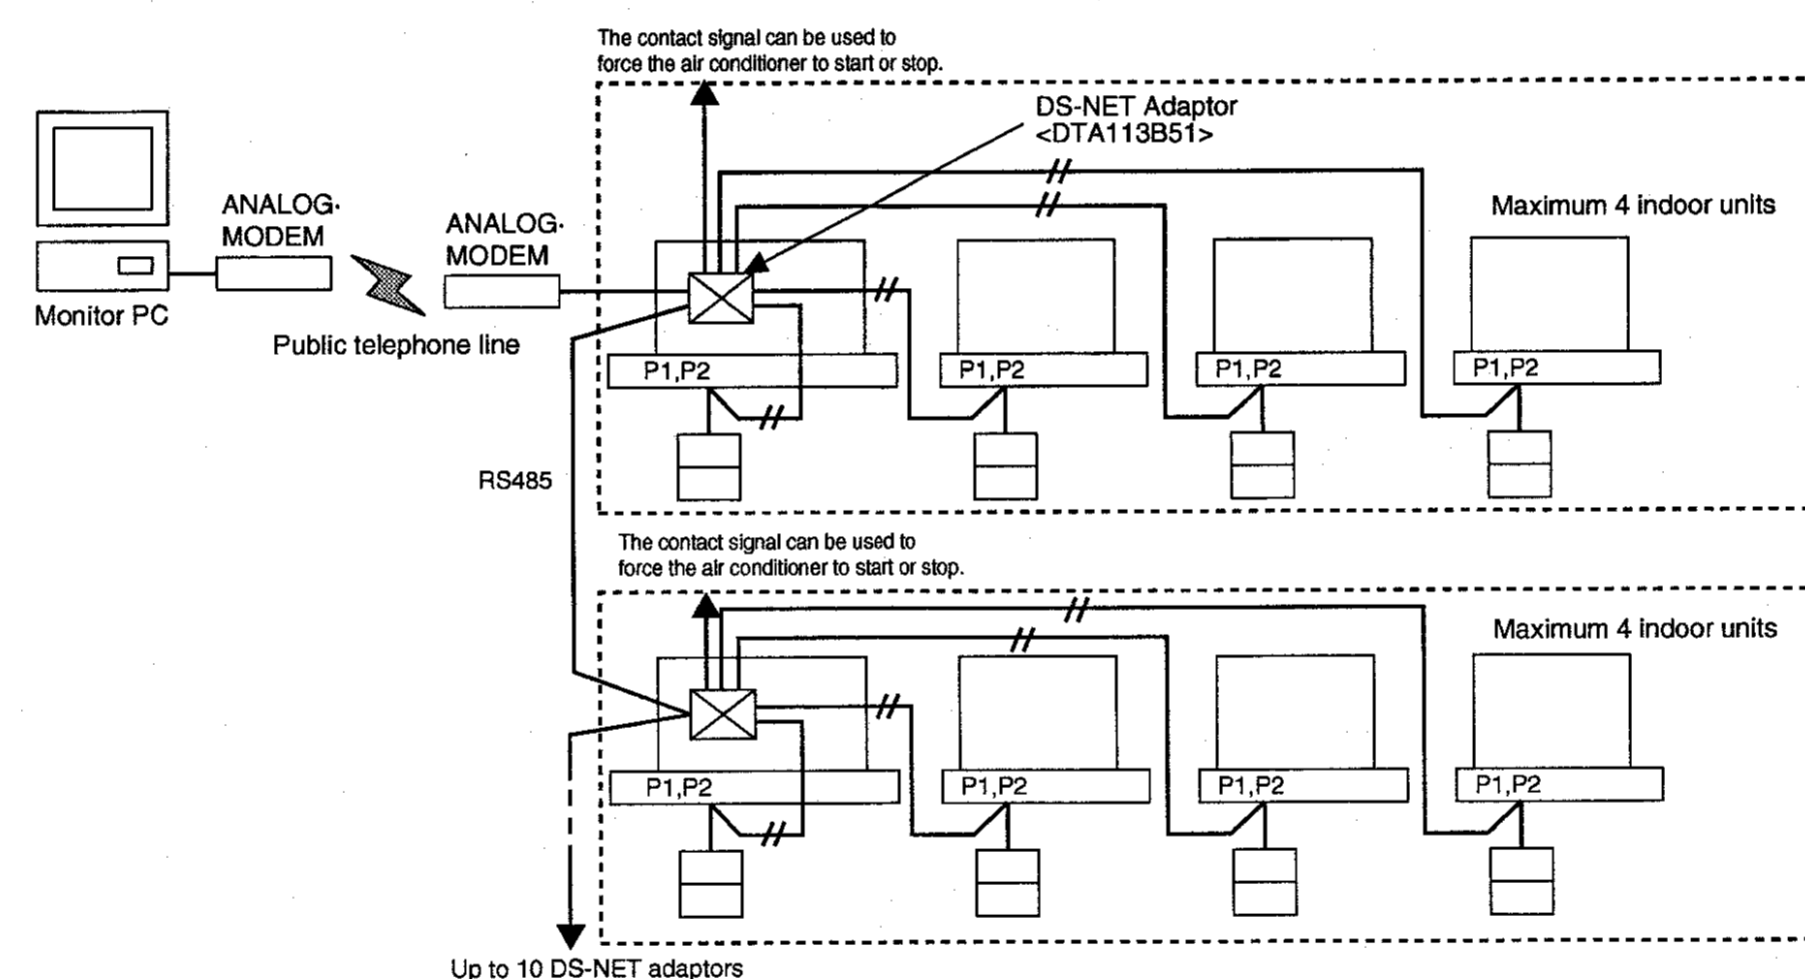 The contact signal can be used to
force the air conditioner to start or stop.
DS-NET Adaptor
<DTA113B51>
ANALOG·
MODEM
ANALOG·
MODEM
Maximum 4 indoor units
Monitor PC
Public telephone line
P1,P2
P1,P2
P1,P2
P1,P2
RS485
The contact signal can be used to
force the air conditioner to start or stop.
Maximum 4 indoor units
P1,P2
P1,P2
P1,P2
P1,P2
Up to 10 DS-NET adaptors